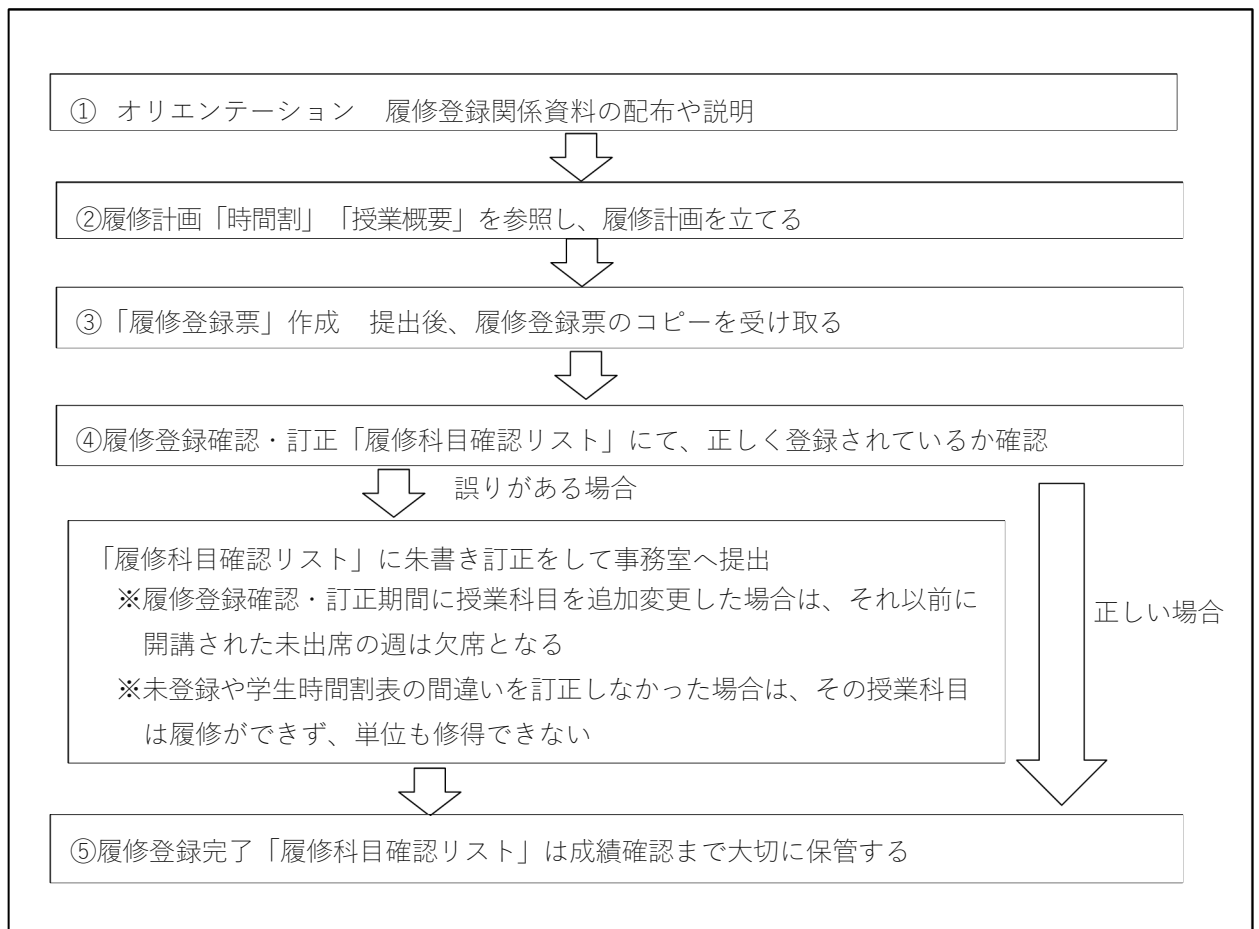 ① オリエンテーション　履修登録関係資料の配布や説明
②履修計画「時間割」「授業概要」を参照し、履修計画を立てる
③「履修登録票」作成　提出後、履修登録票のコピーを受け取る
④履修登録確認・訂正「履修科目確認リスト」にて、正しく登録されているか確認
誤りがある場合
「履修科目確認リスト」に朱書き訂正をして事務室へ提出
※履修登録確認・訂正期間に授業科目を追加変更した場合は、それ以前に
開講された未出席の週は欠席となる
※未登録や学生時間割表の間違いを訂正しなかった場合は、その授業科目
は履修ができず、単位も修得できない
正しい場合
⑤履修登録完了「履修科目確認リスト」は成績確認まで大切に保管する